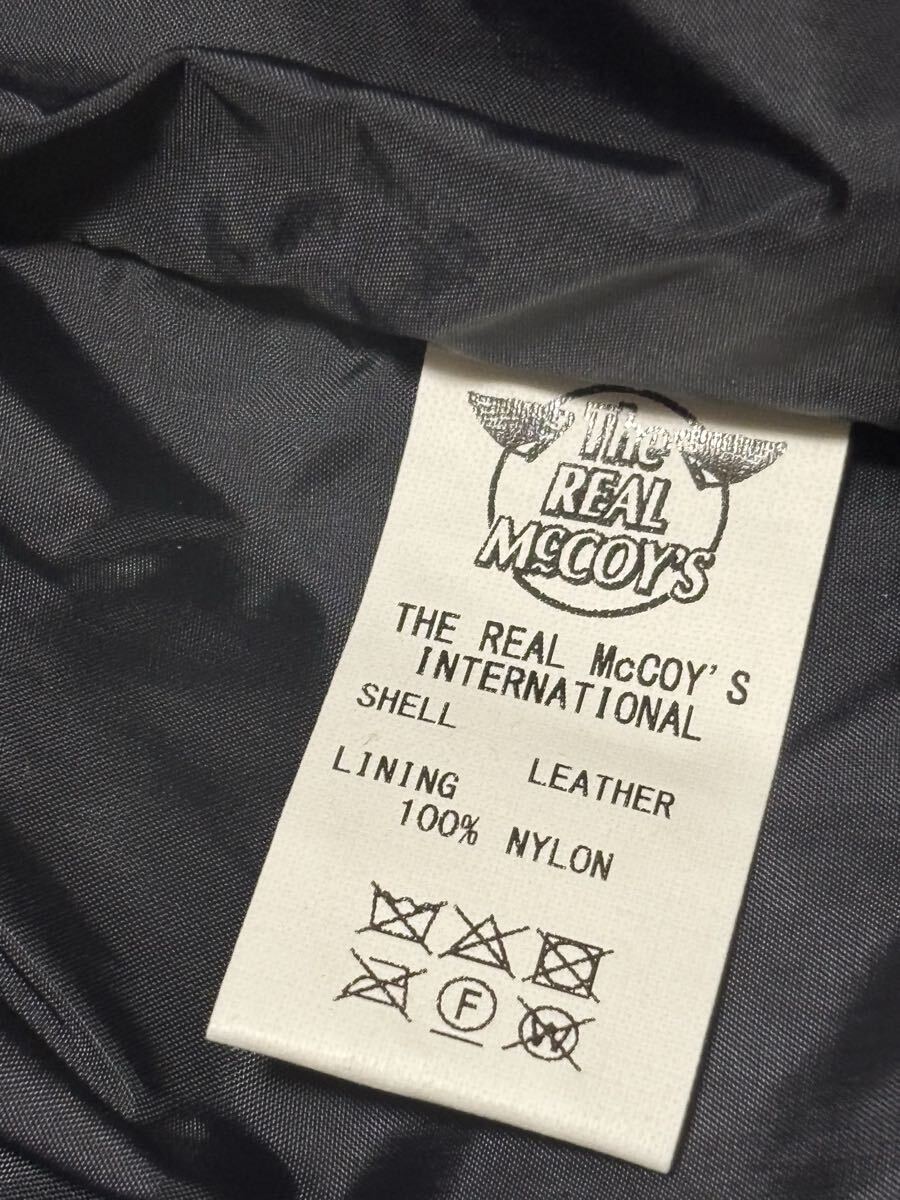 The
REAL
McCOY'S
THE REAL McCOY'S
INTERNATIONAL
SHELL
LEATHER
LINING
100% NYLON
F
W